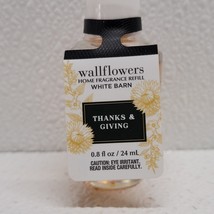 wallflowers
HOME FRAGRANCE REFILL
WHITE BARN
THANKS &
GIVING
0.8 fl oz / 24 mL
CAUTION: EYE IRRITANT.
READ INSIDE CAREFULLY.